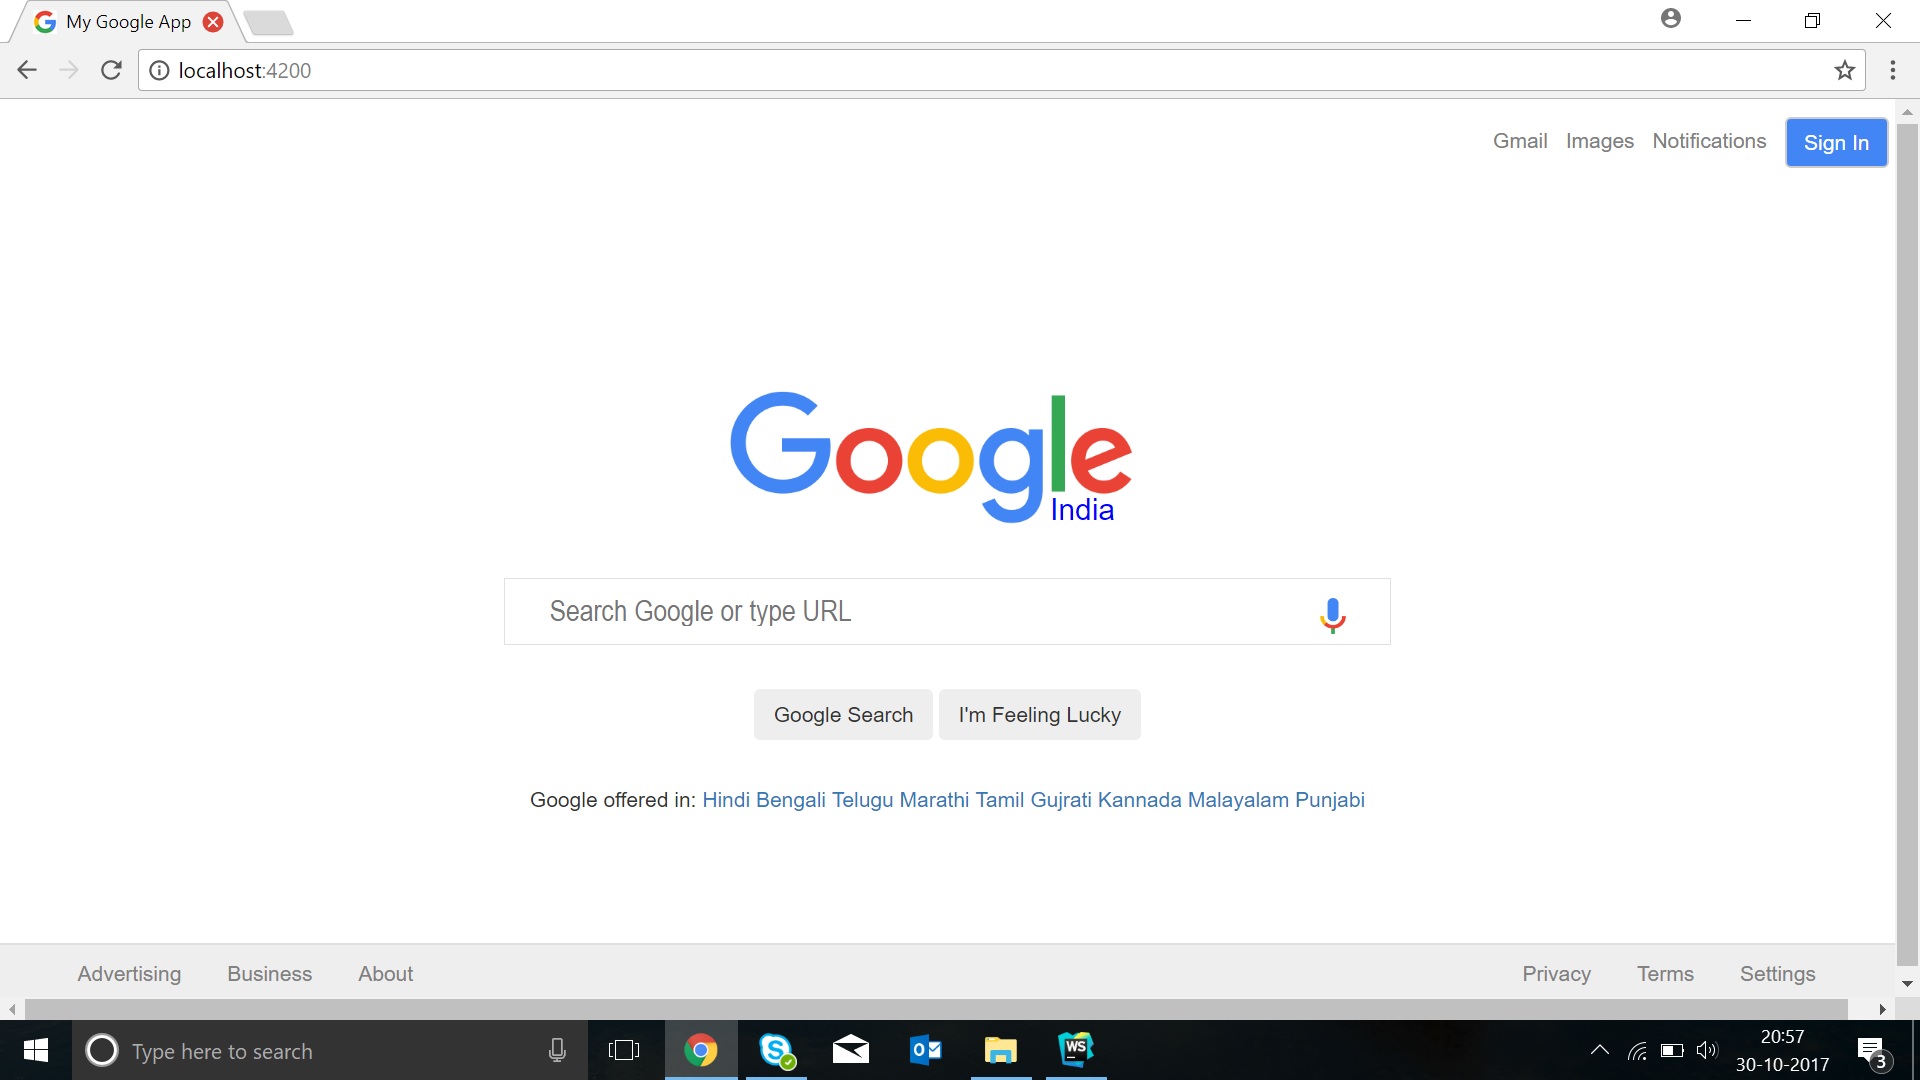 My Google App
localhost:4200
Gmail Images Notifications Sign In
Google
India
Search Google or type URL
Google Search I'm Feeling Lucky
Google offered in: Hindi Bengali Telugu Marathi Tamil Gujrati Kannada Malayalam Punjabi
Advertising Business About Privacy Terms Settings
Type here to search
WS
20:57
30-10-2017
3